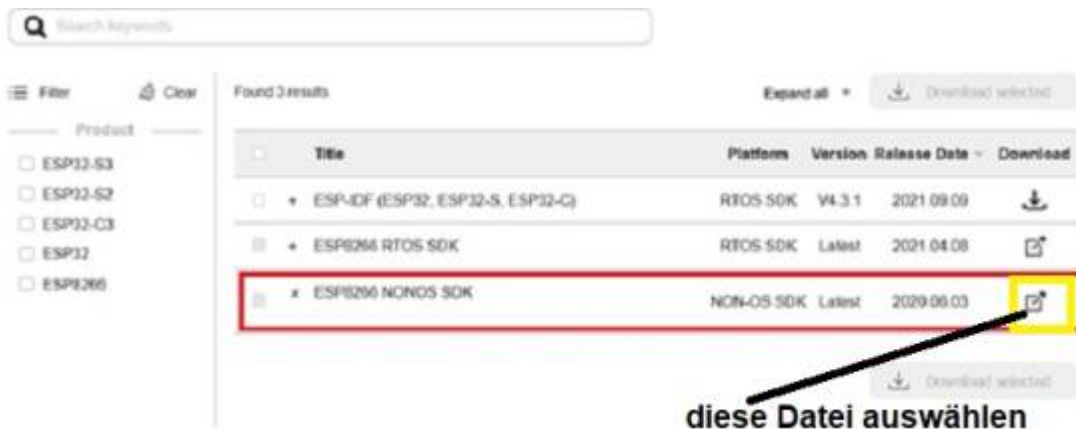 Search keywords
Filter
Clear
Found 3 results
Expand all
Download selected
Product
ESP32-S3
ESP32-S2
ESP32-C3
ESP32
ESP8266
Title Platform Version Release Date Download
ESP-IDF (ESP32, ESP32-S, ESP32-C) RTOS SDK V4.3.1 2021.09.09
ESP8266 RTOS SDK RTOS SDK Latest 2021.04.08
ESP8266 NONOS SDK NON-OS SDK Latest 2020.06.03
Download selected
diese Datei auswählen